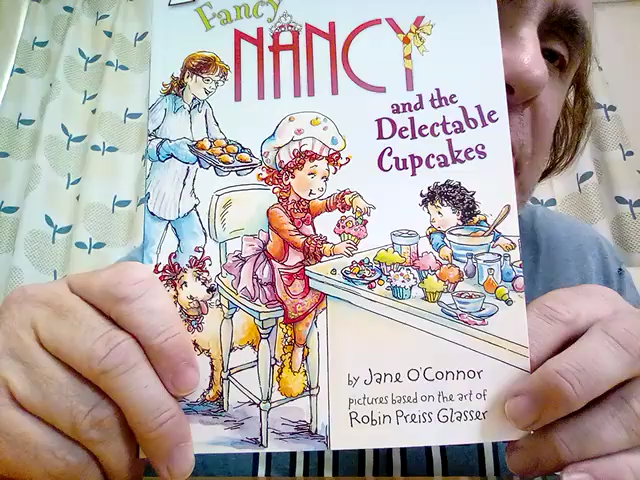 Fancy
NANCY
and the
Delectable
Cupcakes
by Jane O'Connor
pictures based on the art of
Robin Preiss Glasser